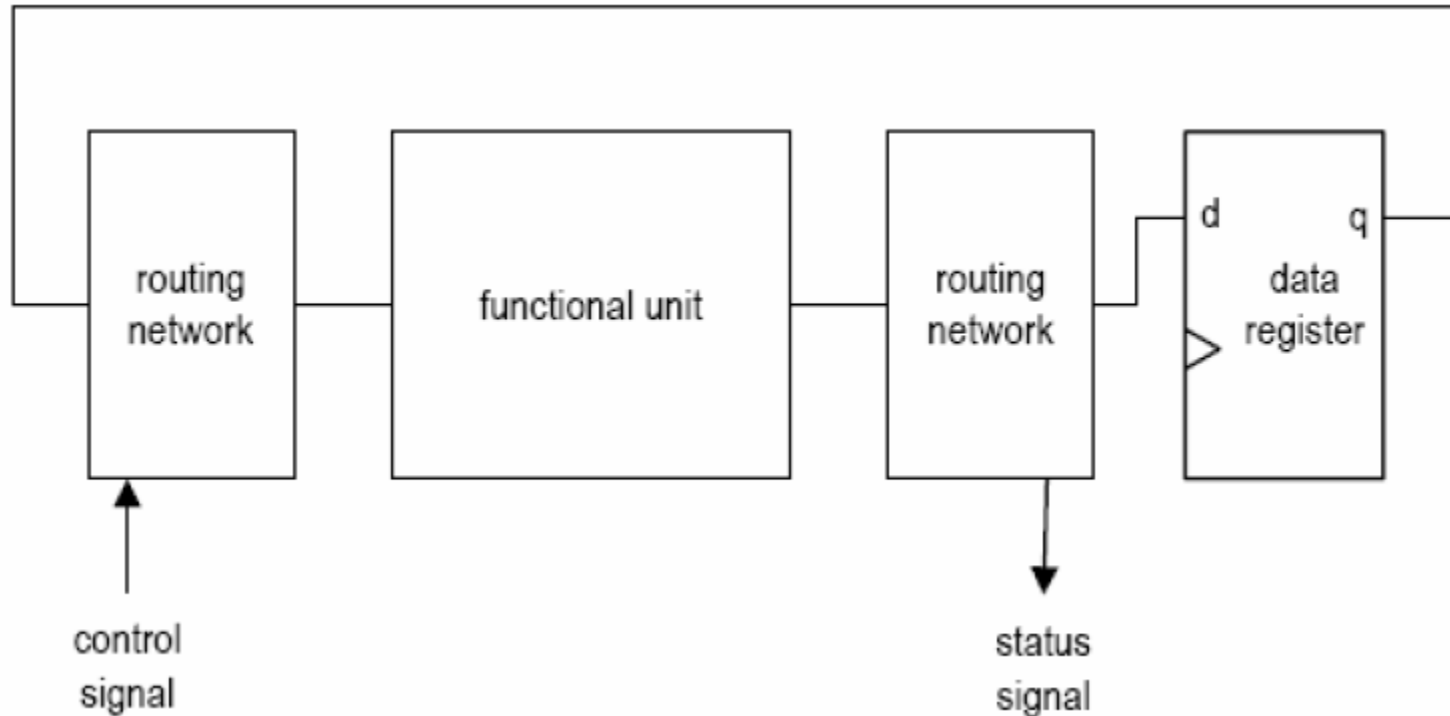 routing
network
functional unit
routing
network
d
q
data
register
control
signal
status
signal